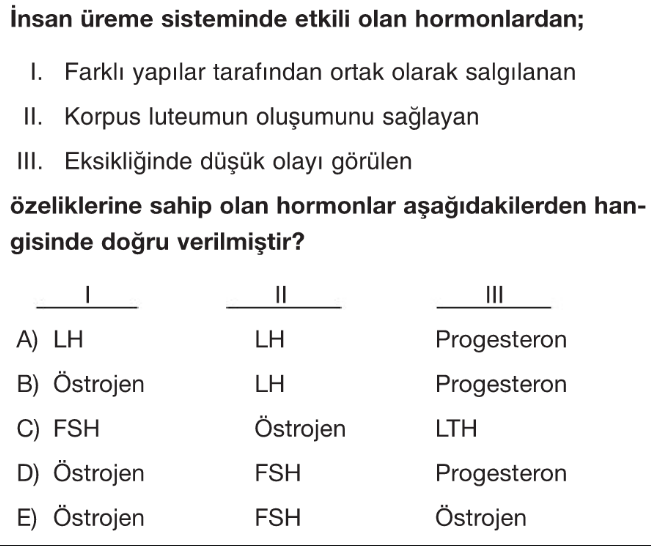 İnsan üreme sisteminde etkili olan hormonlardan;
I. Farklı yapılar tarafından ortak olarak salgılanan
II. Korpus luteumun oluşumunu sağlayan
III. Eksikliğinde düşük olayı görülen
özeliklerine sahip olan hormonlar aşağıdakilerden han-
gisinde doğru verilmiştir?
I II III
A) LH LH Progesteron
B) Östrojen LH Progesteron
C) FSH Östrojen LTH
D) Östrojen FSH Progesteron
E) Östrojen FSH Östrojen